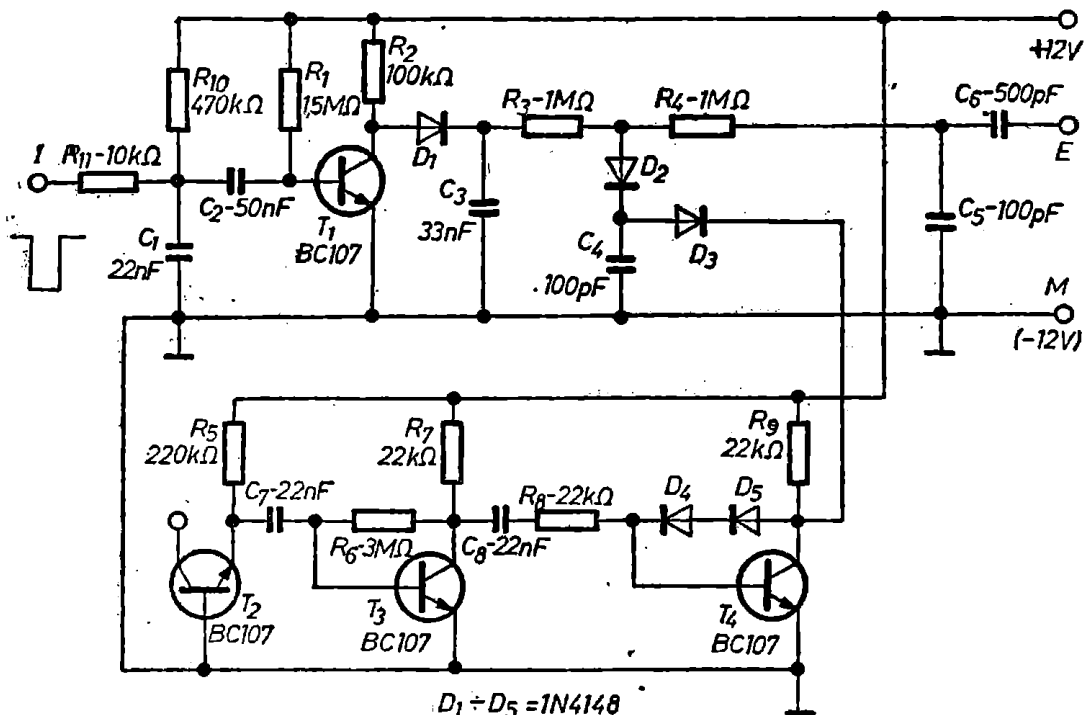 +12V
R10
470kΩ
R1
1,5MΩ
R2
100kΩ
R3-1MΩ
R4-1MΩ
C6-500pF
E
I
R11-10kΩ
D1
D2
C2-50nF
T1
BC107
C3
33nF
C4
100pF
D3
C5-100pF
C1
22nF
M
(-12V)
R5
220kΩ
R7
22kΩ
R9
22kΩ
C7-22nF
R8-22kΩ
D4
D5
R6-3MΩ
C8-22nF
T2
BC107
T3
BC107
T4
BC107
D1÷D5=1N4148